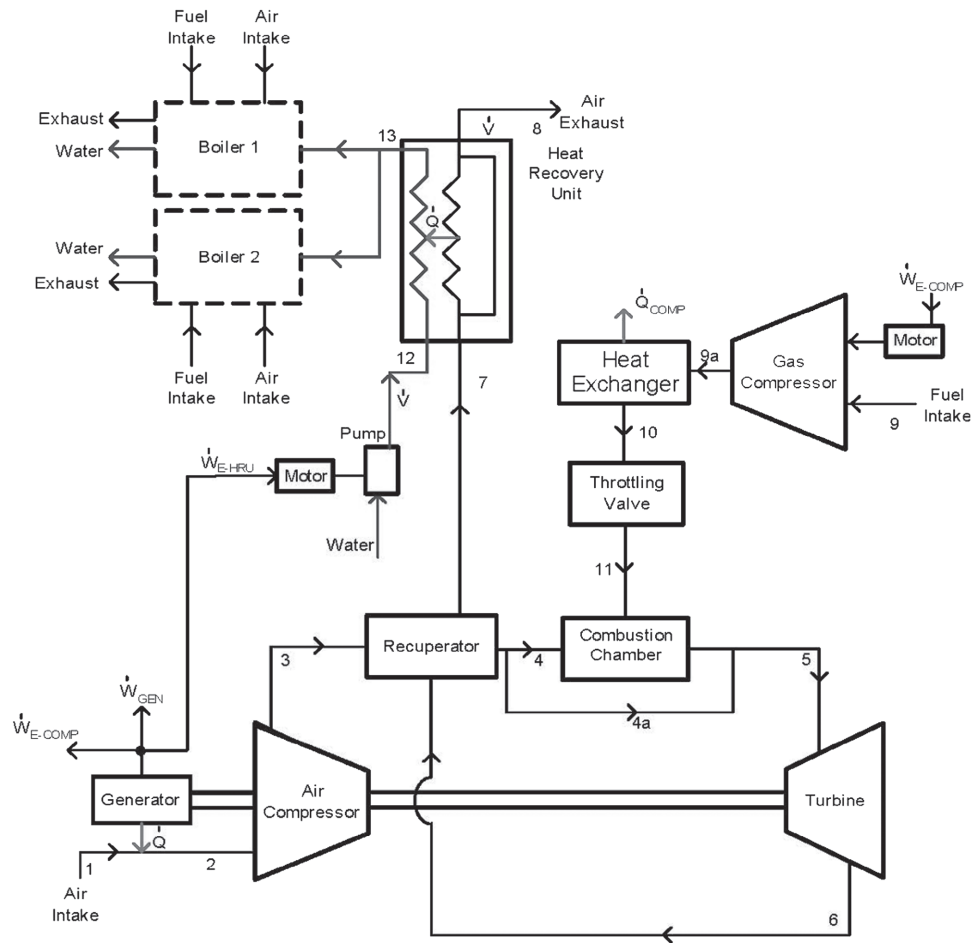 Fuel
Intake
Air
Intake
Exhaust
Water
Boiler 1
13
V̇
8
Air
Exhaust
Heat
Recovery
Unit
Q̇
Water
Exhaust
Boiler 2
Fuel
Intake
Air
Intake
12
V̇
7
Q̇COMP
ẆE-COMP
Motor
Heat
Exchanger
9a
Gas
Compressor
9
Fuel
Intake
10
Throttling
Valve
11
Pump
ẆE-HRU
Motor
Water
3
Recuperator
4
Combustion
Chamber
5
4a
ẆGEN
ẆE-COMP
Generator
Q̇
Air
Compressor
Turbine
1
2
Air
Intake
6